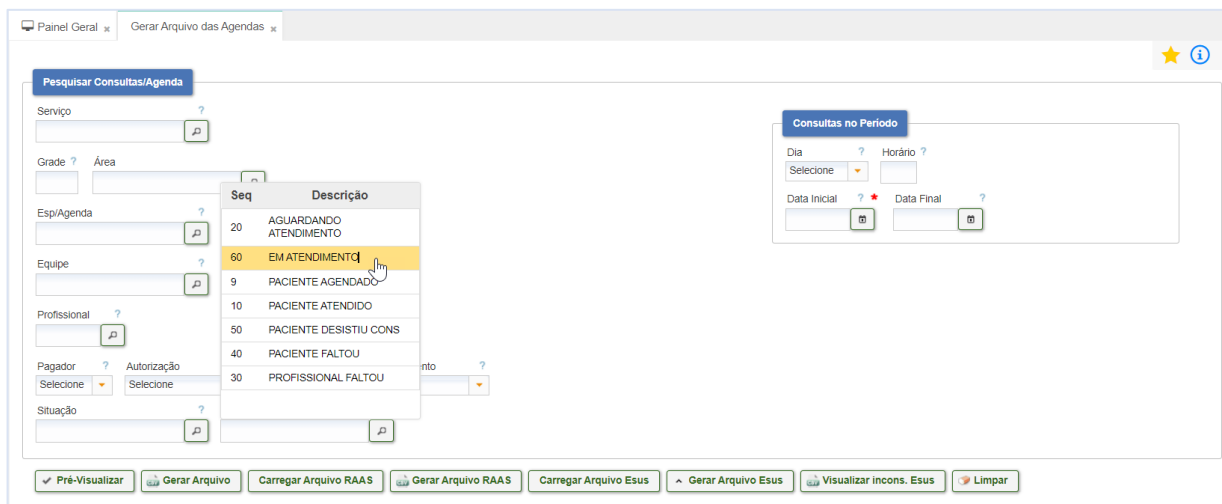 Painel Geral x
Gerar Arquivo das Agendas x
Pesquisar Consultas/Agenda
Serviço ?
Grade ? Área
Esp/Agenda ?
Equipe ?
Profissional ?
Pagador ? Autorização
nto ?
Selecione Selecione
Situação ?
Seq Descrição
20 AGUARDANDO
ATENDIMENTO
60 EM ATENDIMENTO
9 PACIENTE AGENDADO
10 PACIENTE ATENDIDO
50 PACIENTE DESISTIU CONS
40 PACIENTE FALTOU
30 PROFISSIONAL FALTOU
Consultas no Período
Dia ? Horário ?
Selecione
Data Inicial ? * Data Final ?
Pré-Visualizar Gerar Arquivo Carregar Arquivo RAAS Gerar Arquivo RAAS Carregar Arquivo Esus Gerar Arquivo Esus Visualizar incons. Esus Limpar